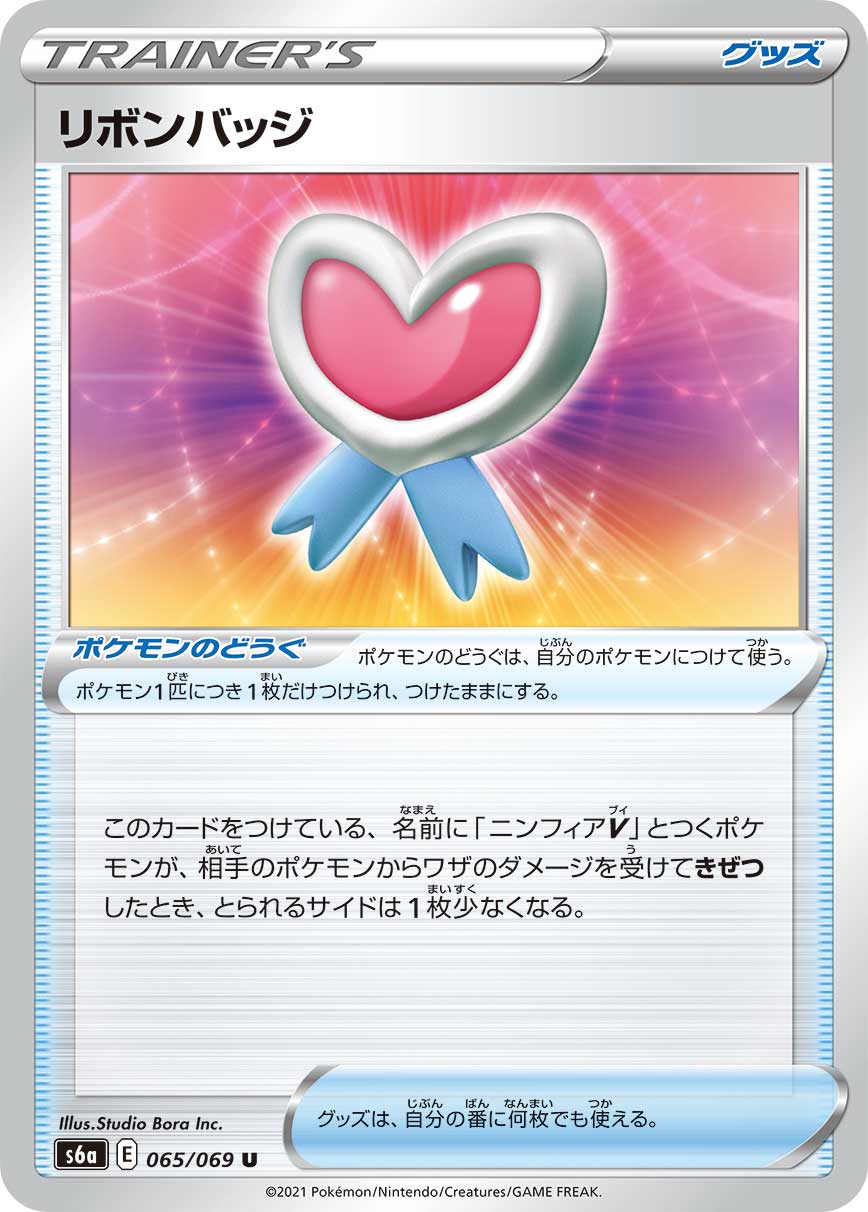 TRAINER'S グッズ
リボンバッジ
ポケモンのどうぐ ポケモンのどうぐは、自分のポケモンにつけて使う。
ポケモン1匹につき1枚だけつけられ、つけたままにする。
このカードをつけている、名前に「ニンフィアV」とつくポケ
モンが、相手のポケモンからワザのダメージを受けてきぜつ
したとき、とられるサイドは1枚少なくなる。
グッズは、自分の番に何枚でも使える。
Illus.Studio Bora Inc.
s6a E 065/069 U
©2021 Pokémon/Nintendo/Creatures/GAME FREAK.